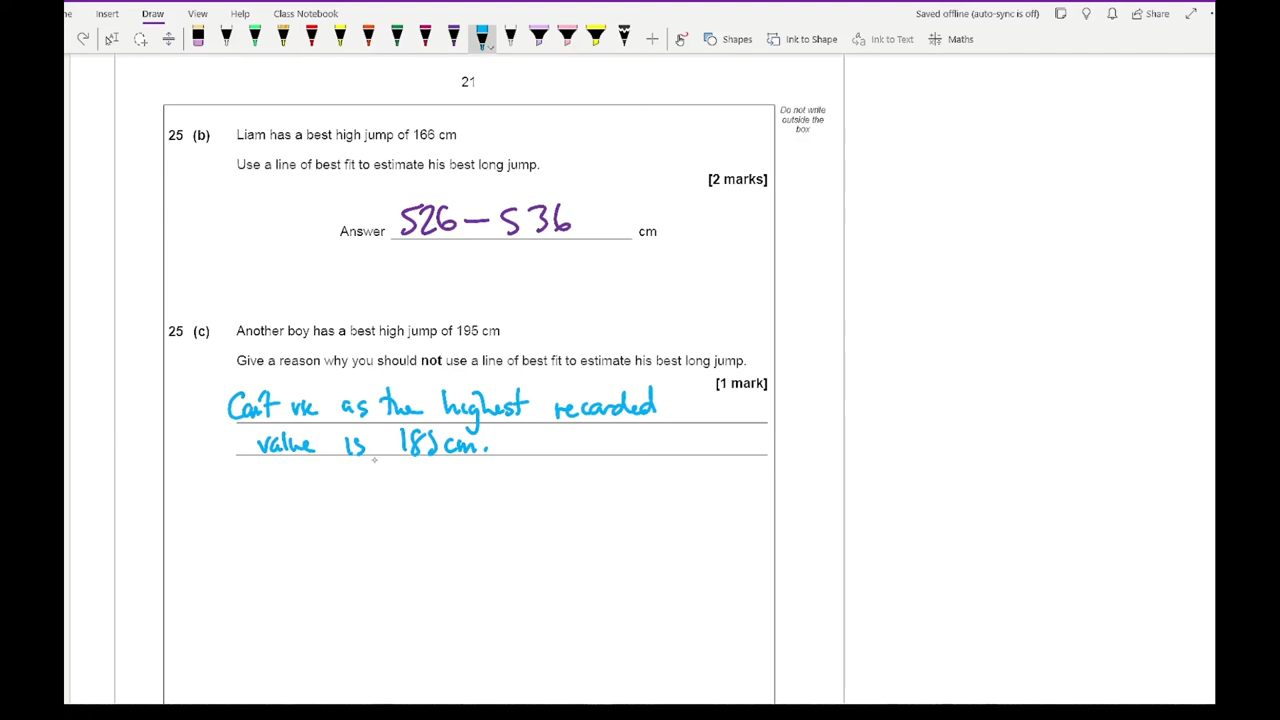 me Insert Draw View Help Class Notebook Saved offline (auto-sync is off) Share
Shapes Ink to Shape Ink to Text Maths
21
Do not write
outside the
box
25 (b) Liam has a best high jump of 166 cm
Use a line of best fit to estimate his best long jump.
[2 marks]
Answer 526 – 536 cm
25 (c) Another boy has a best high jump of 195 cm
Give a reason why you should not use a line of best fit to estimate his best long jump.
[1 mark]
Can't as the highest recorded
value is 185cm.